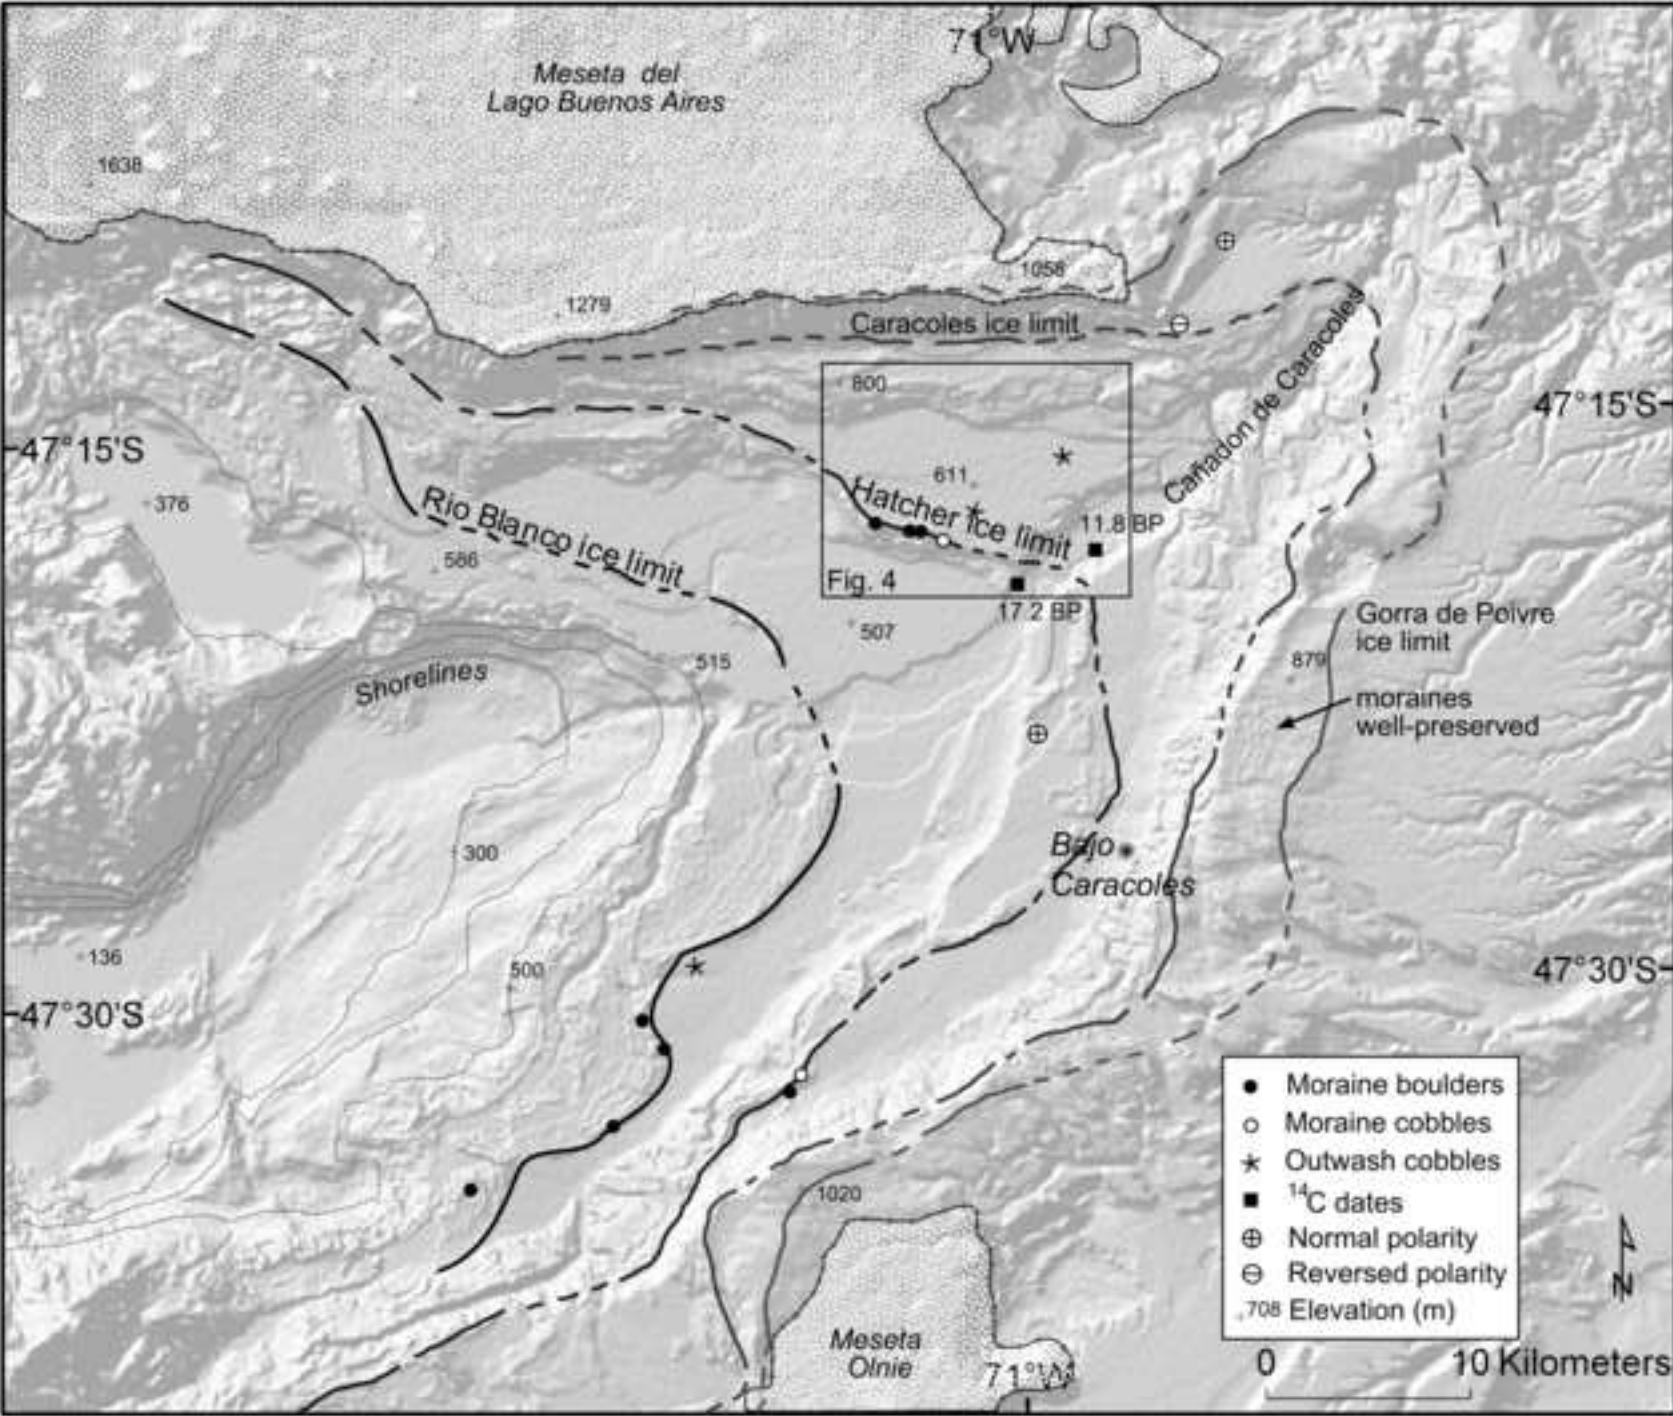 71°W
Meseta del
Lago Buenos Aires
1638
1058
1279
Caracoles ice limit
800
Cañadon de Caracoles
47°15'S
47°15'S
376
611
Hatcher ice limit
Rio Blanco ice limit
11.8 BP
586
Fig. 4
17.2 BP
507
Gorra de Poivre
ice limit
515
879
Shorelines
moraines
well-preserved
Bajo
Caracoles
300
136
500
47°30'S
47°30'S
Moraine boulders
Moraine cobbles
Outwash cobbles
14C dates
Normal polarity
Reversed polarity
708 Elevation (m)
1020
N
Meseta
Olnie
71°W
0 10 Kilometers